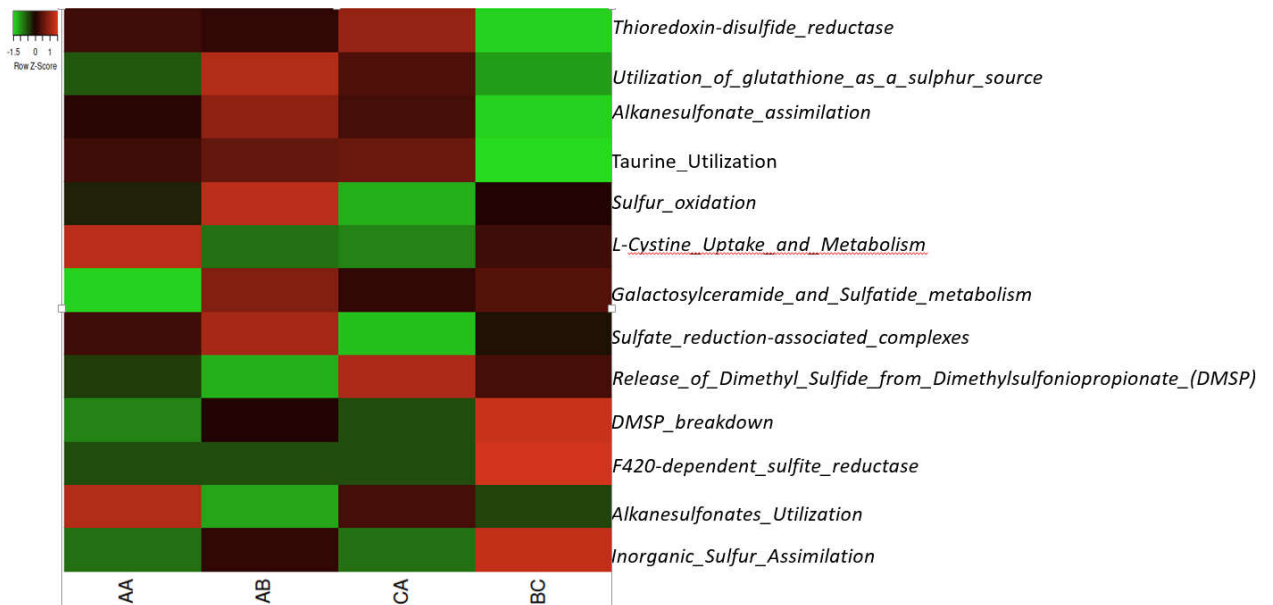 -1.5 0 1
Row Z-Score
Thioredoxin-disulfide_reductase
Utilization_of_glutathione_as_a_sulphur_source
Alkanesulfonate_assimilation
Taurine_Utilization
Sulfur_oxidation
L-Cystine_Uptake_and_Metabolism
Galactosylceramide_and_Sulfatide_metabolism
Sulfate_reduction-associated_complexes
Release_of_Dimethyl_Sulfide_from_Dimethylsulfoniopropionate_(DMSP)
DMSP_breakdown
F420-dependent_sulfite_reductase
Alkanesulfonates_Utilization
Inorganic_Sulfur_Assimilation
AA AB CA BC